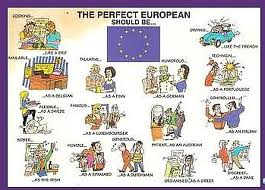 THE PERFECT EUROPEAN
SHOULD BE...
COOKING...
...LIKE A BRIT
DRIVING...
...LIKE THE FRENCH
AVAILABLE...
...AS A BELGIAN
TALKATIVE...
...AS A FINN
HUMOROUS...
...AS A GERMAN
TECHNICAL...
...AS A PORTUGUESE
FLEXIBLE...
...AS A SWEDE
FAMOUS...
...AS A LUXEMBOURGER
PATIENT...AS AN AUSTRIAN
CONTROLLED...
...AS AN ITALIAN
SOBER...
...AS THE IRISH
HUMBLE...
...AS A SPANIARD
GENEROUS...
...AS A DUTCHMAN
ORGANISED...AS A GREEK
DISCREET...
...AS A DANE